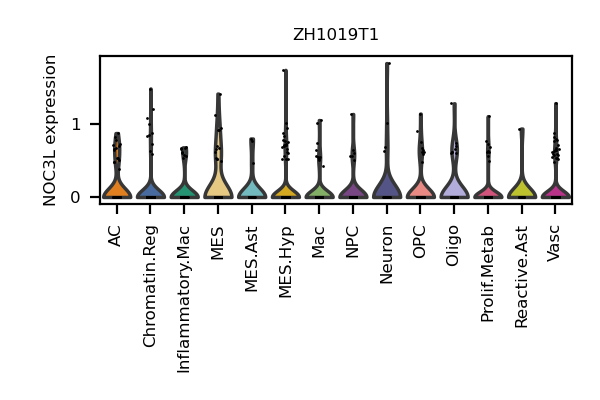 ZH1019T1
NOC3L expression
1
0
AC
Chromatin.Reg
Inflammatory.Mac
MES
MES.Ast
MES.Hyp
Mac
NPC
Neuron
OPC
Oligo
Prolif.Metab
Reactive.Ast
Vasc